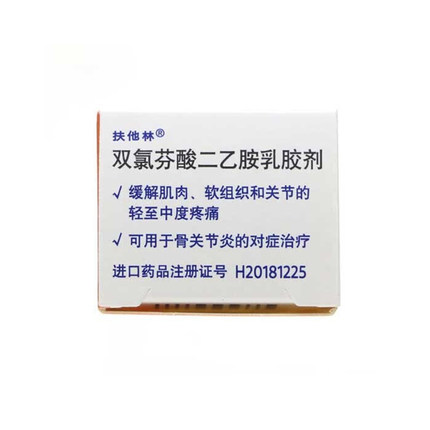 扶他林®
双氯芬酸二乙胺乳胶剂
√ 缓解肌肉、软组织和关节的
轻至中度疼痛
√ 可用于骨关节炎的对症治疗
进口药品注册证号 H20181225